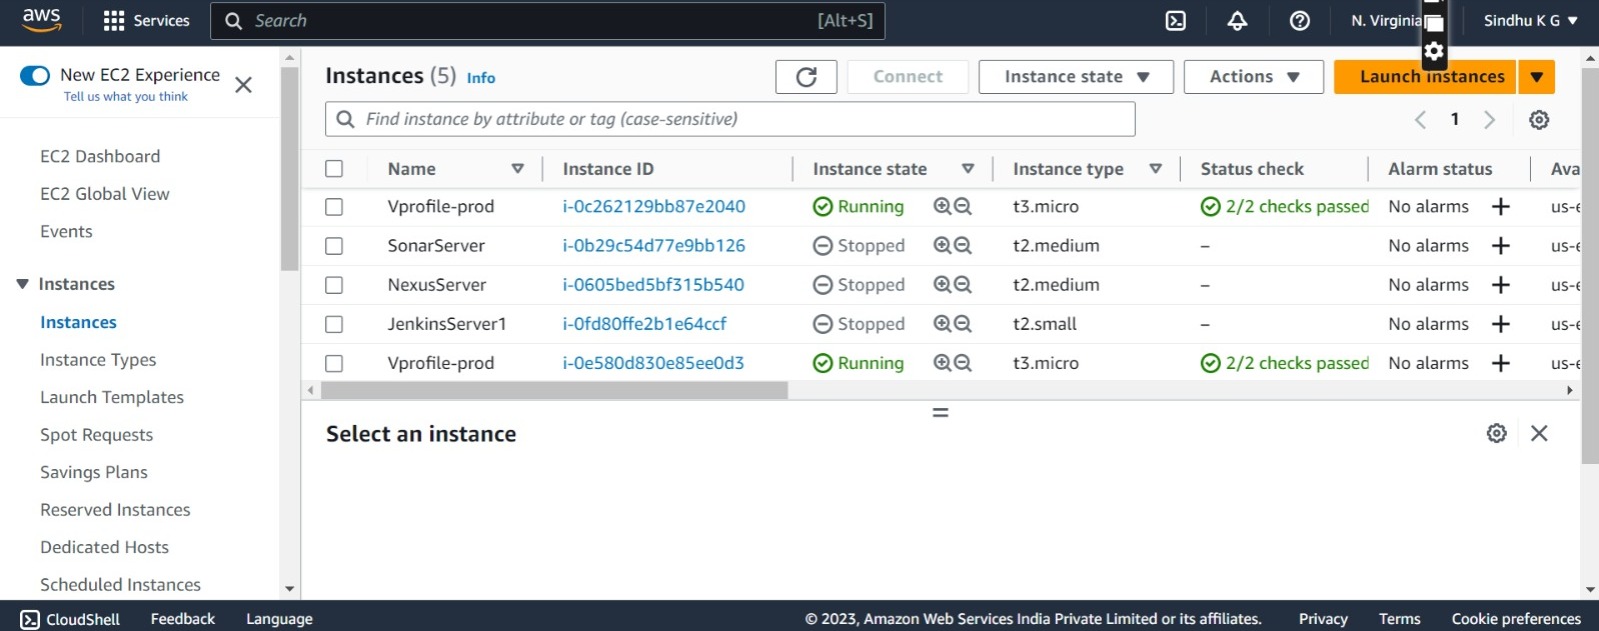 aws Services Search [Alt+S] N. Virginia Sindhu K G
New EC2 Experience
Tell us what you think
EC2 Dashboard
EC2 Global View
Events
Instances
Instances
Instance Types
Launch Templates
Spot Requests
Savings Plans
Reserved Instances
Dedicated Hosts
Scheduled Instances
Instances (5) Info Connect Instance state Actions Launch instances
Find instance by attribute or tag (case-sensitive) 1
Name Instance ID Instance state Instance type Status check Alarm status Ava
Vprofile-prod i-0c262129bb87e2040 Running t3.micro 2/2 checks passed No alarms + us-e
SonarServer i-0b29c54d77e9bb126 Stopped t2.medium – No alarms + us-e
NexusServer i-0605bed5bf315b540 Stopped t2.medium – No alarms + us-e
JenkinsServer1 i-0fd80ffe2b1e64ccf Stopped t2.small – No alarms + us-e
Vprofile-prod i-0e580d830e85ee0d3 Running t3.micro 2/2 checks passed No alarms + us-e
Select an instance
CloudShell Feedback Language © 2023, Amazon Web Services India Private Limited or its affiliates. Privacy Terms Cookie preferences